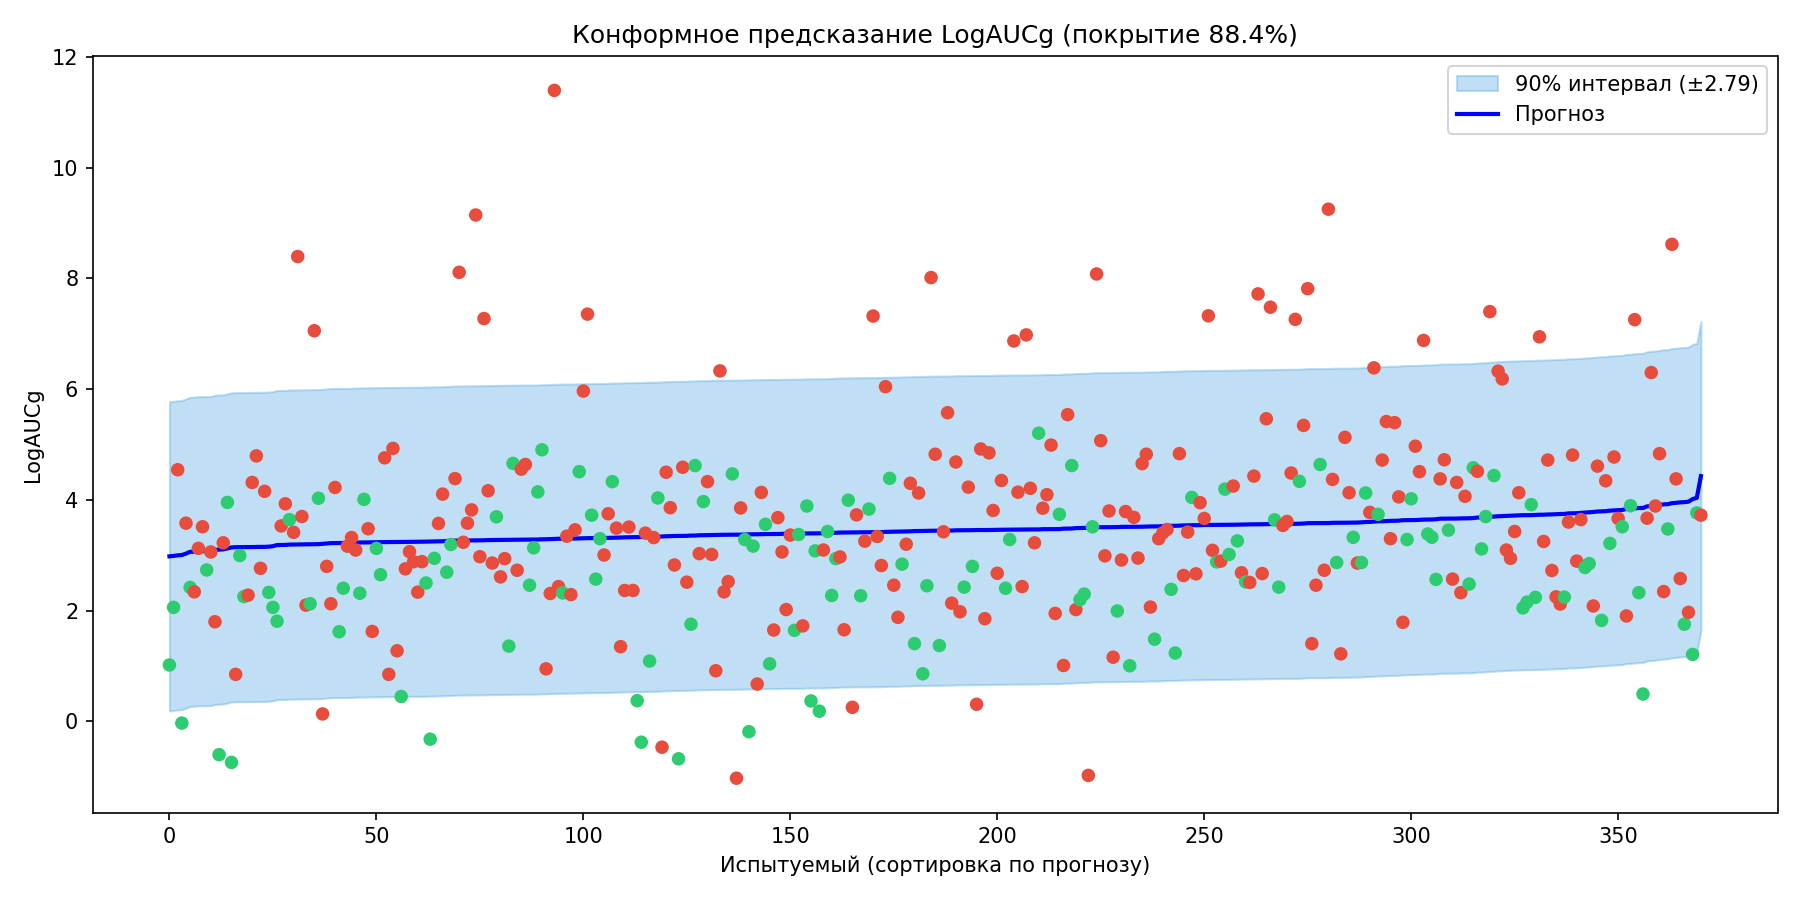 Конформное предсказание LogAUCg (покрытие 88.4%)
90% интервал (±2.79)
Прогноз
LogAUCg
12
10
8
6
4
2
0
0 50 100 150 200 250 300 350
Испытуемый (сортировка по прогнозу)